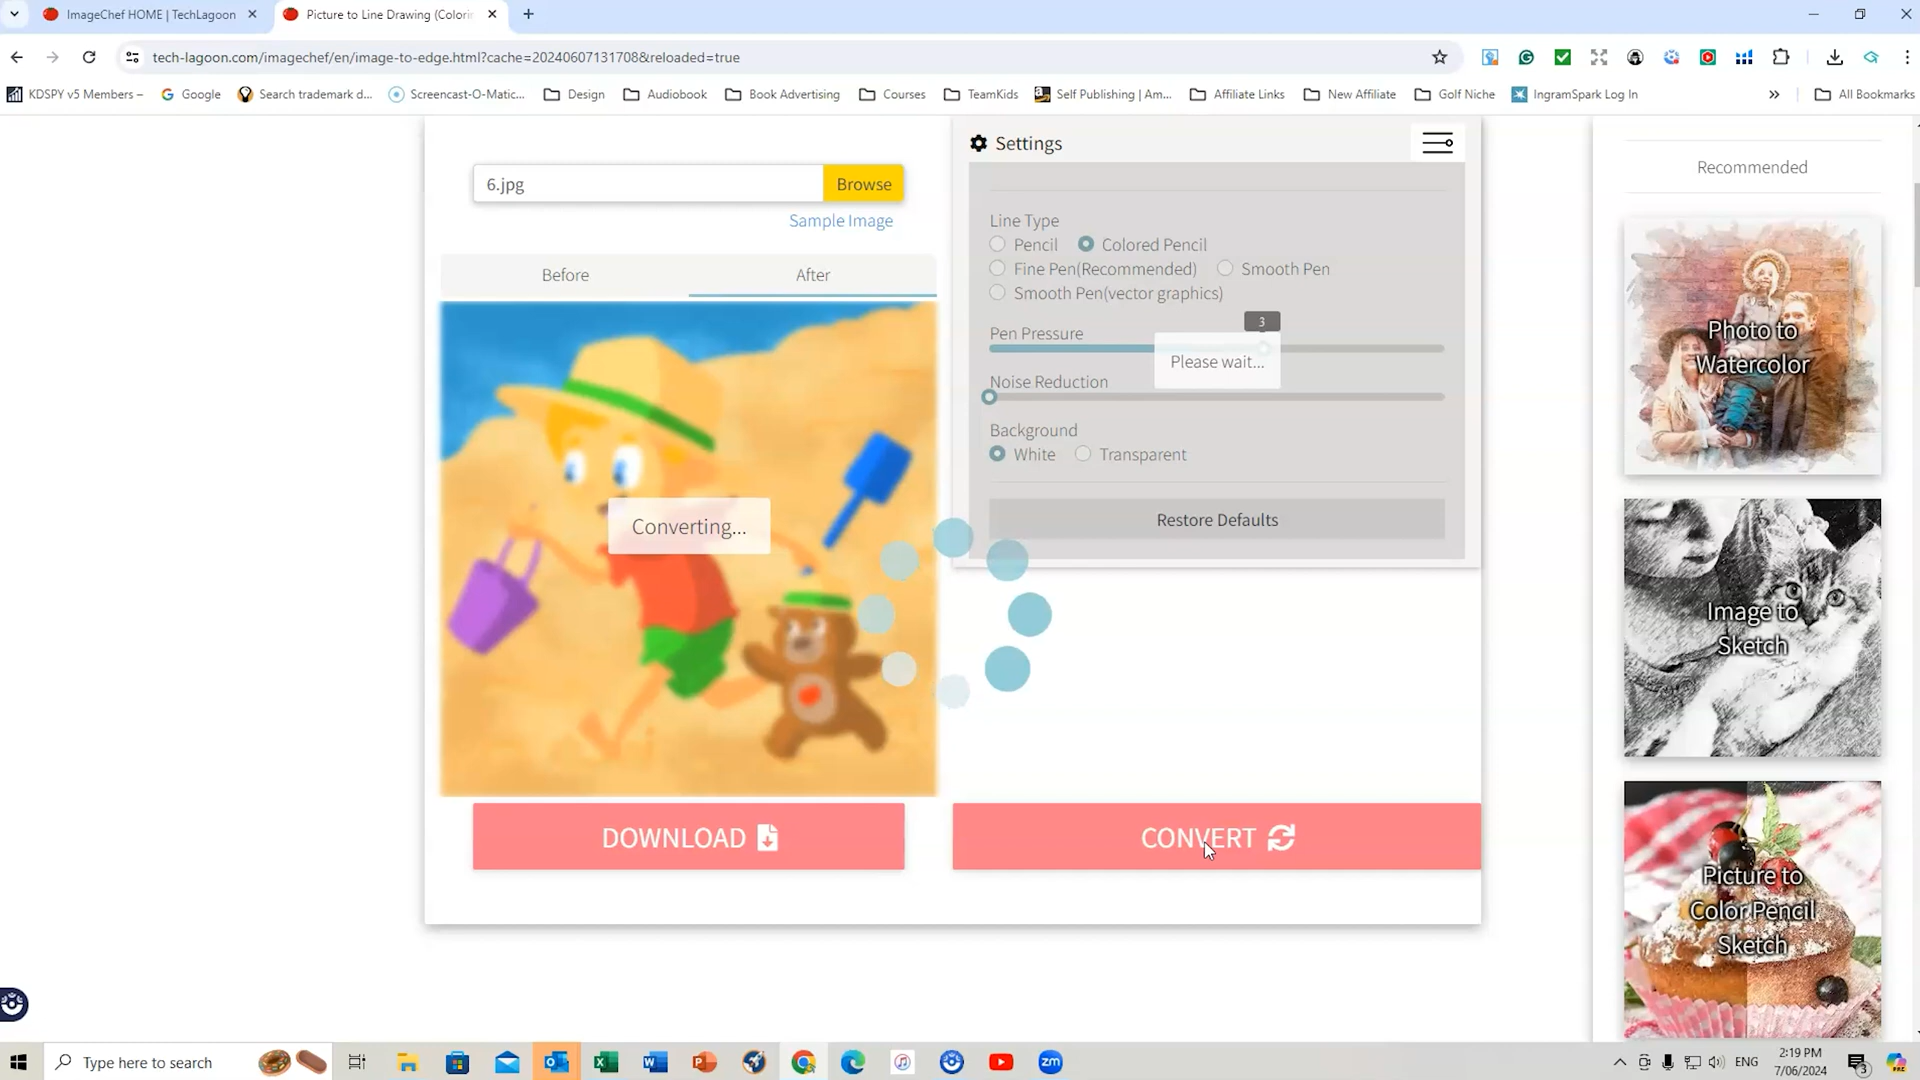 ImageChef HOME | TechLagoon
Picture to Line Drawing (Colorin
tech-lagoon.com/imagechef/en/image-to-edge.html?cache=20240607131708&reloaded=true
KDSPY v5 Members –
Google
Search trademark d...
Screencast-O-Matic...
Design
Audiobook
Book Advertising
Courses
TeamKids
Self Publishing | Am...
Affiliate Links
New Affiliate
Golf Niche
IngramSpark Log In
»
All Bookmarks
6.jpg
Browse
Sample Image
Before
After
Converting...
DOWNLOAD
Settings
Line Type
Pencil
Colored Pencil
Fine Pen(Recommended)
Smooth Pen
Smooth Pen(vector graphics)
Pen Pressure
3
Please wait...
Noise Reduction
Background
White
Transparent
Restore Defaults
CONVERT
Recommended
Photo to
Watercolor
Image to
Sketch
Picture to
Color Pencil
Sketch
Type here to search
zm
ENG
2:19 PM
7/06/2024
3